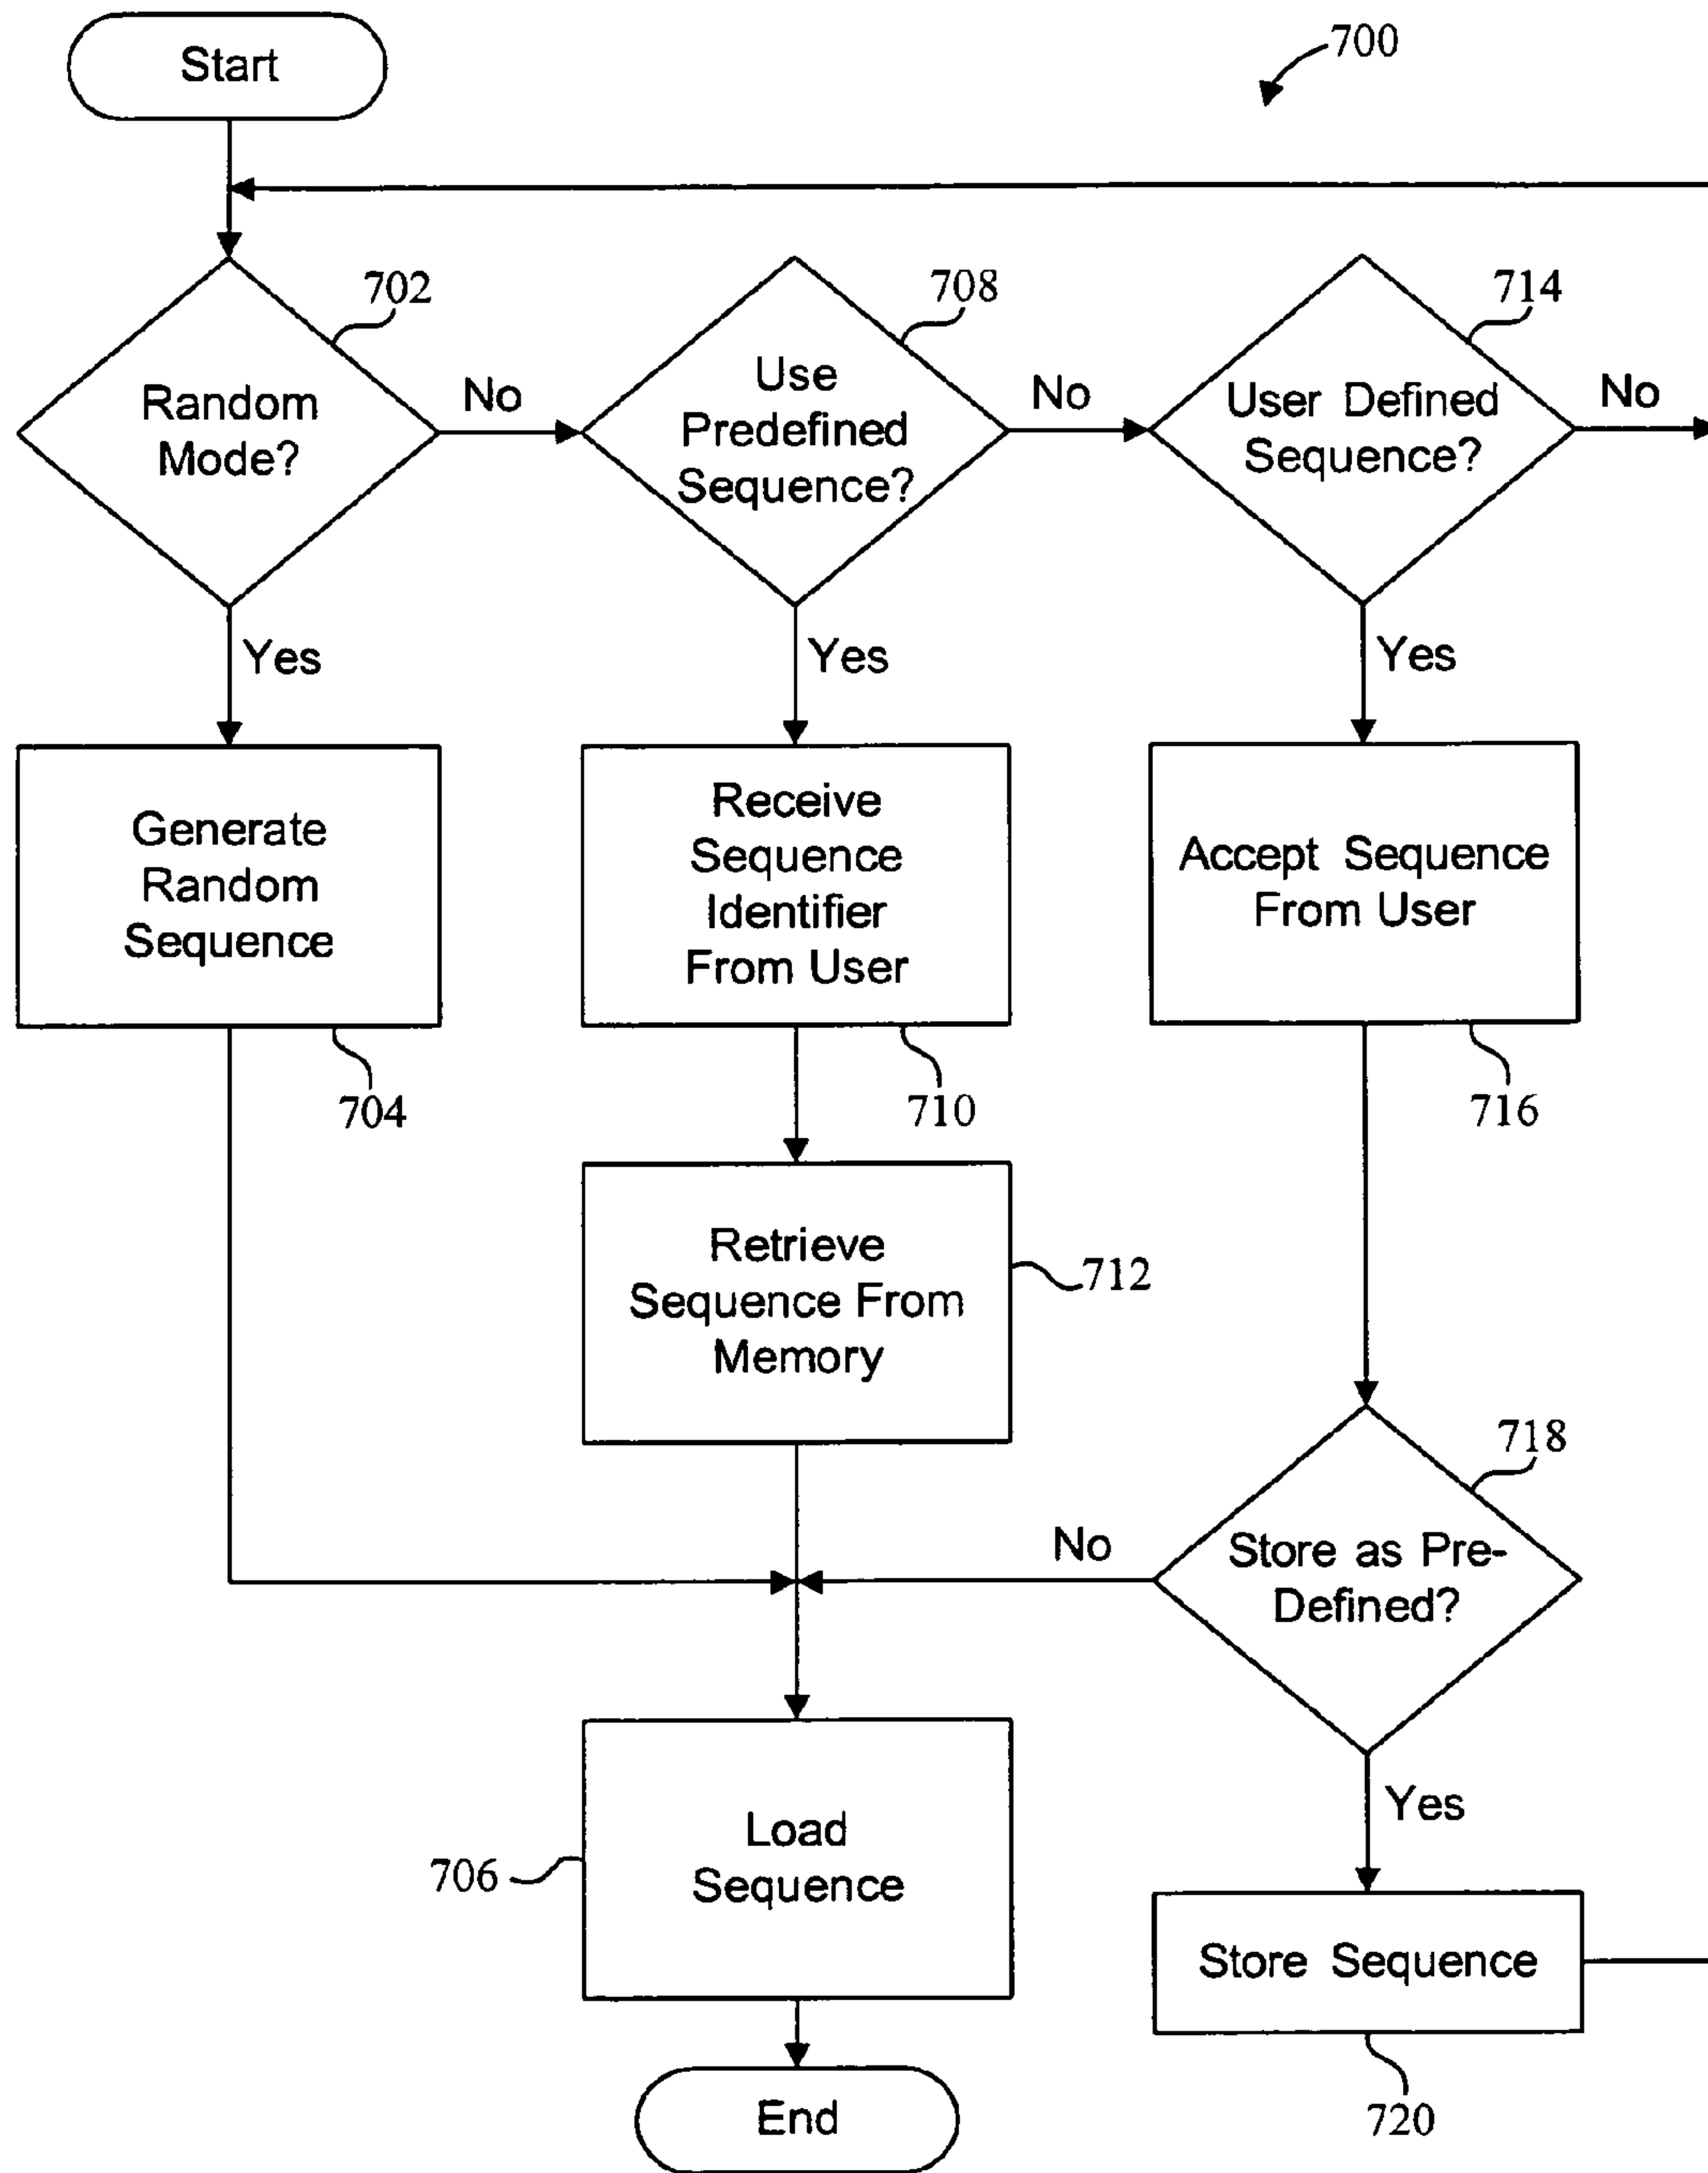 Start
700
702
Random
Mode?
No
Yes
708
Use
Predefined
Sequence?
No
Yes
714
User Defined
Sequence?
No
Yes
Generate
Random
Sequence
704
Receive
Sequence
Identifier
From User
710
Accept Sequence
From User
716
Retrieve
Sequence From
Memory
712
718
Store as Pre-
Defined?
No
Yes
Load
Sequence
706
Store Sequence
720
End